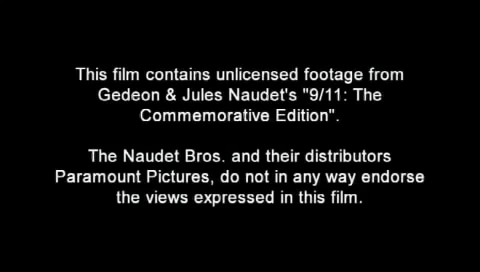 This film contains unlicensed footage from
Gedeon & Jules Naudet's "9/11: The
Commemorative Edition".
The Naudet Bros. and their distributors
Paramount Pictures, do not in any way endorse
the views expressed in this film.